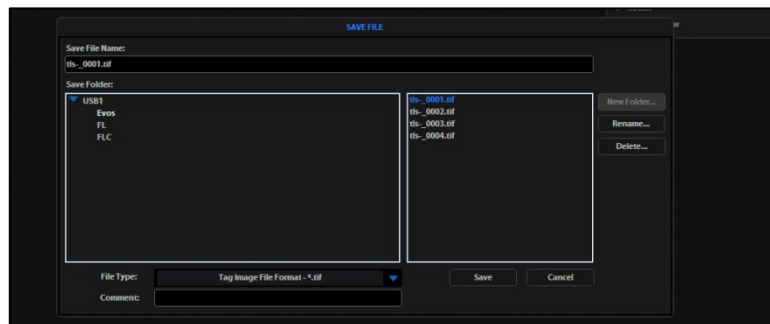 w
SAVE FILE
Save File Name:
tls-_0001.tif
Save Folder:
USB1
Evos
FL
FLC
tls-_0001.tif
tls-_0002.tif
tls-_0003.tif
tls-_0004.tif
New Folder...
Rename...
Delete...
File Type:
Tag Image File Format - *.tif
Save
Cancel
Comment: